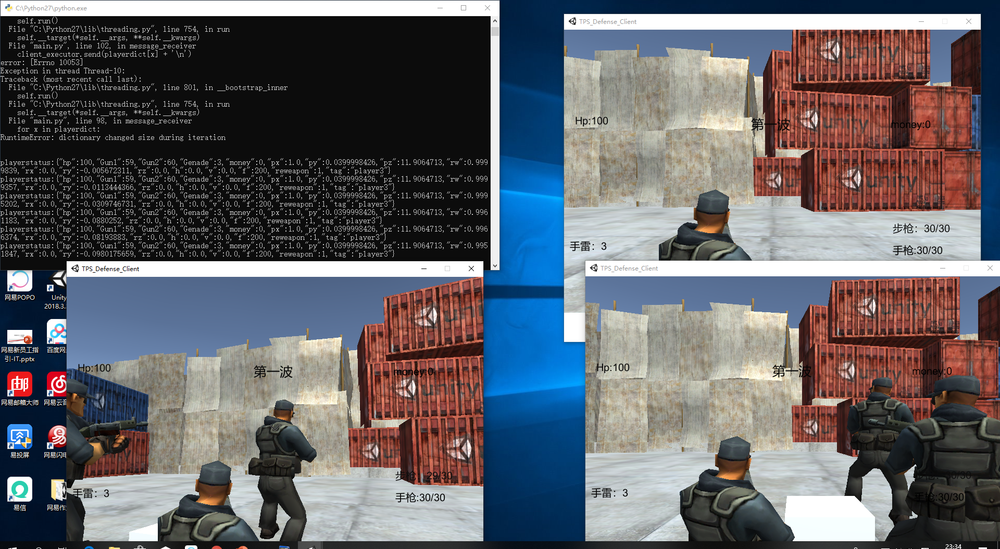 C:\Python27\python.exe
self.run()
File "C:\Python27\lib\threading.py", line 754, in run
self.__target(*self.__args, **self.__kwargs)
File "main.py", line 102, in message_receiver
client_executor.send(playerdict[x] + '\n')
error: [Errno 10053]
Exception in thread Thread-10:
Traceback (most recent call last):
File "C:\Python27\lib\threading.py", line 801, in __bootstrap_inner
self.run()
File "C:\Python27\lib\threading.py", line 754, in run
self.__target(*self.__args, **self.__kwargs)
File "main.py", line 98, in message_receiver
for x in playerdict:
RuntimeError: dictionary changed size during iteration
playerstatus:{"hp":100,"Gun1":59,"Gun2":60,"Genade":3,"money":0,"px":1.0,"py":0.0399998426,"pz":11.9064713,"rw":0.999
9839,"rx":0.0,"ry":-0.005672311,"rz":0.0,"h":0.0,"v":0.0,"f":200,"reweapon":1,"tag":"player3"}
playerstatus:{"hp":100,"Gun1":59,"Gun2":60,"Genade":3,"money":0,"px":1.0,"py":0.0399998426,"pz":11.9064713,"rw":0.999
9357,"rx":0.0,"ry":-0.0113444366,"rz":0.0,"h":0.0,"v":0.0,"f":200,"reweapon":1,"tag":"player3"}
playerstatus:{"hp":100,"Gun1":59,"Gun2":60,"Genade":3,"money":0,"px":1.0,"py":0.0399998426,"pz":11.9064713,"rw":0.999
5202,"rx":0.0,"ry":-0.0309746731,"rz":0.0,"h":0.0,"v":0.0,"f":200,"reweapon":1,"tag":"player3"}
playerstatus:{"hp":100,"Gun1":59,"Gun2":60,"Genade":3,"money":0,"px":1.0,"py":0.0399998426,"pz":11.9064713,"rw":0.996
1183,"rx":0.0,"ry":-0.0880252,"rz":0.0,"h":0.0,"v":0.0,"f":200,"reweapon":1,"tag":"player3"}
playerstatus:{"hp":100,"Gun1":59,"Gun2":60,"Genade":3,"money":0,"px":1.0,"py":0.0399998426,"pz":11.9064713,"rw":0.996
6374,"rx":0.0,"ry":-0.08193883,"rz":0.0,"h":0.0,"v":0.0,"f":200,"reweapon":1,"tag":"player3"}
playerstatus:{"hp":100,"Gun1":59,"Gun2":60,"Genade":3,"money":0,"px":1.0,"py":0.0399998426,"pz":11.9064713,"rw":0.995
1847,"rx":0.0,"ry":-0.0980175659,"rz":0.0,"h":0.0,"v":0.0,"f":200,"reweapon":1,"tag":"player3"}
TPS_Defense_Client
unity
Hp:100
第一波
unity
money:0
unity
步枪：30/30
手雷：3
手枪:30/30
网易POPO
Unity
2018.3.
网易新员工指
引-IT.pptx
百度网
网易邮箱大师
网易云音
易投屏
网易闪电
易信
网易作
TPS_Defense_Client
Hp:100
第一波
money:0
unity
步枪：29/30
手雷：3
手枪:30/30
TPS_Defense_Client
unity
Hp:100
第一波
unity
money:0
步枪：30/30
手雷：3
手枪:30/30
23:34